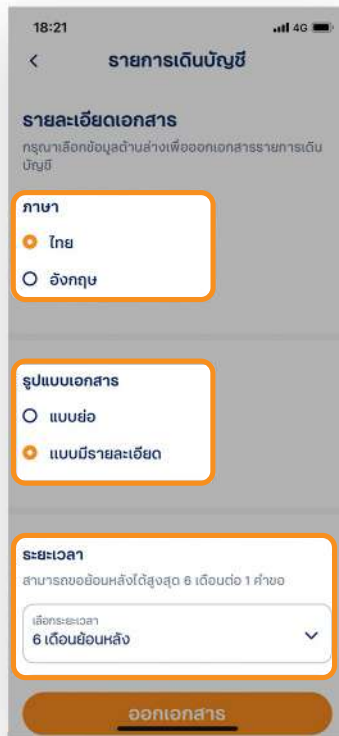 18:21
4G
รายการเดินบัญชี
รายละเอียดเอกสาร
กรุณาเลือกข้อมูลด้านล่างเพื่อออกเอกสารรายการเดิน
บัญชี
ภาษา
ไทย
อังกฤษ
รูปแบบเอกสาร
แบบย่อ
แบบมีรายละเอียด
ระยะเวลา
สามารถขอย้อนหลังได้สูงสุด 6 เดือนต่อ 1 คำขอ
เลือกระยะเวลา
6 เดือนย้อนหลัง
ออกเอกสาร